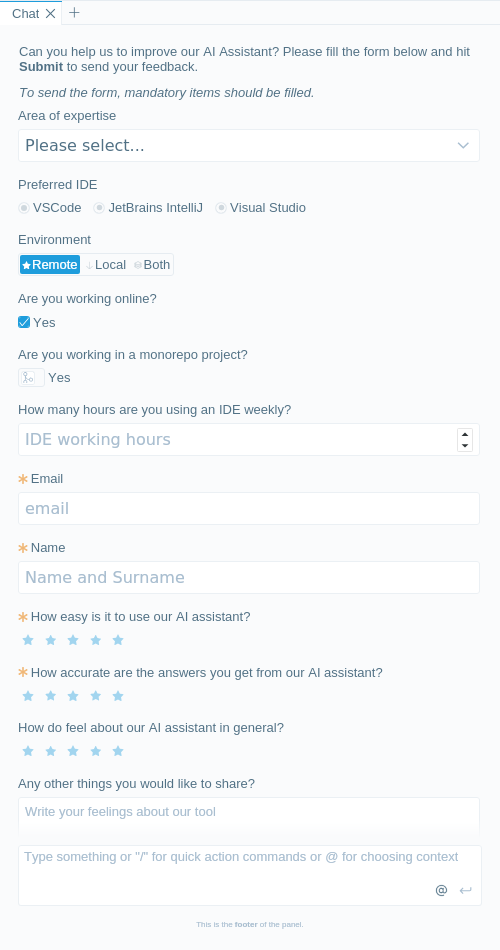 Chat
Can you help us to improve our AI Assistant? Please fill the form below and hit
Submit to send your feedback.
To send the form, mandatory items should be filled.
Area of expertise
Please select...
Preferred IDE
VSCode JetBrains IntelliJ Visual Studio
Environment
Remote Local Both
Are you working online?
Yes
Are you working in a monorepo project?
Yes
How many hours are you using an IDE weekly?
IDE working hours
Email
email
Name
Name and Surname
How easy is it to use our AI assistant?
How accurate are the answers you get from our AI assistant?
How do feel about our AI assistant in general?
Any other things you would like to share?
Write your feelings about our tool
Type something or "/" for quick action commands or @ for choosing context
@
This is the footer of the panel.